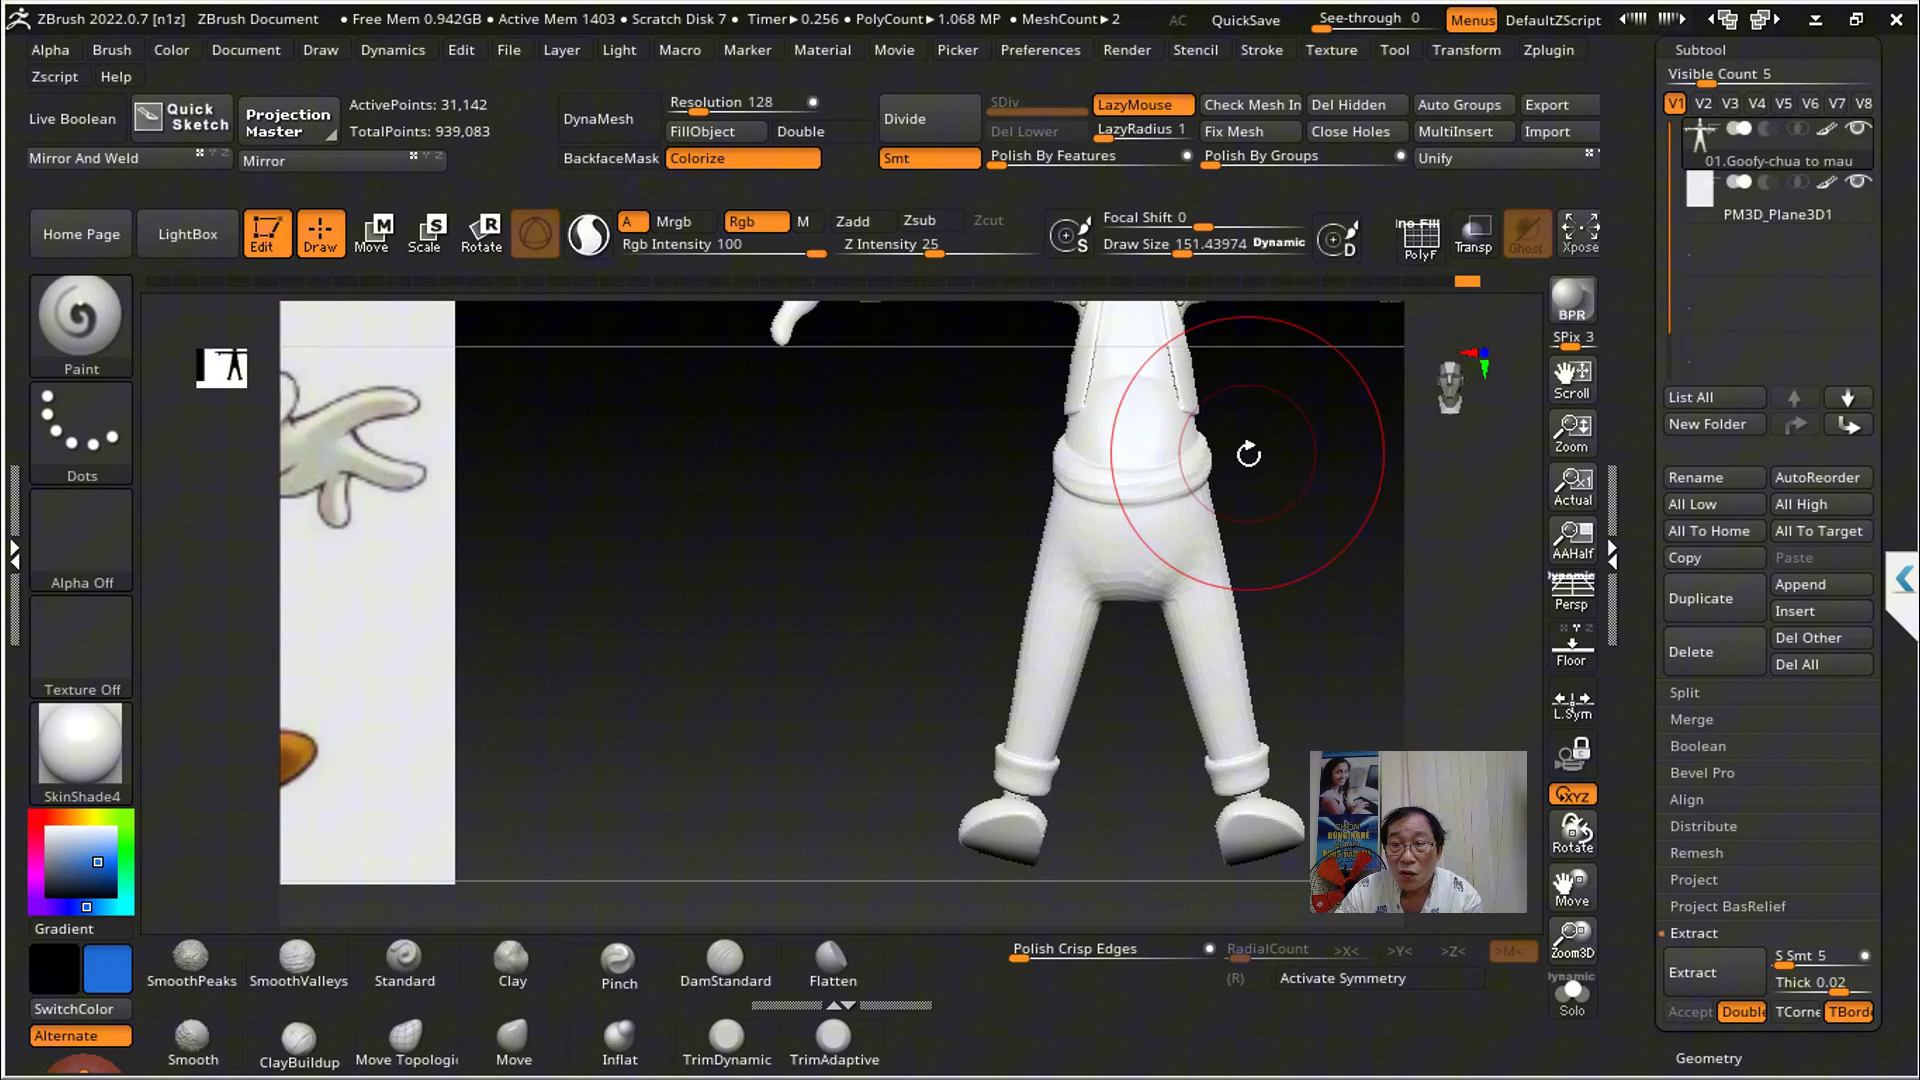 ZBrush 2022.0.7 [n1z] ZBrush Document • Free Mem 0.942GB • Active Mem 1403 • Scratch Disk 7 • Timer▸0.256 • PolyCount▸1.068 MP • MeshCount▸2 AC QuickSave See-through 0 Menus DefaultZScript
Alpha Brush Color Document Draw Dynamics Edit File Layer Light Macro Marker Material Movie Picker Preferences Render Stencil Stroke Texture Tool Transform Zplugin
Zscript Help
Live Boolean Quick Sketch Projection Master ActivePoints: 31,142
TotalPoints: 939,083
Mirror And Weld Mirror
DynaMesh Resolution 128
FillObject Double
BackfaceMask Colorize
Divide SDiv
Del Lower
Smt
LazyMouse Check Mesh In Del Hidden Auto Groups Export
LazyRadius 1 Fix Mesh Close Holes MultiInsert Import
Polish By Features Polish By Groups Unify
Home Page LightBox Edit Draw Move Scale Rotate
A Mrgb Rgb M Zadd Zsub Zcut
Rgb Intensity 100 Z Intensity 25
S Focal Shift 0
Draw Size 151.43974 Dynamic D
PolyF Transp Ghost Xpose
Paint
Dots
Alpha Off
Texture Off
SkinShade4
Gradient
SwitchColor
Alternate
BPR
SPix 3
Scroll
Zoom
Actual
AAHalf
Dynamic
Persp
Floor
L.Sym
XYZ
Rotate
Move
Zoom3D
Dynamic
Solo
SmoothPeaks SmoothValleys Standard Clay Pinch DamStandard Flatten
Smooth ClayBuildup Move Topologi Move Inflat TrimDynamic TrimAdaptive
Polish Crisp Edges RadialCount >X< >Y< >Z< >M<
(R) Activate Symmetry
Subtool
Visible Count 5
V1 V2 V3 V4 V5 V6 V7 V8
01.Goofy-chua to mau
PM3D_Plane3D1
List All
New Folder
Rename AutoReorder
All Low All High
All To Home All To Target
Copy Paste
Duplicate Append
Insert
Delete Del Other
Del All
Split
Merge
Boolean
Bevel Pro
Align
Distribute
Remesh
Project
Project BasRelief
Extract
Extract S Smt 5
Thick 0.02
Accept Double TCorne TBorde
Geometry